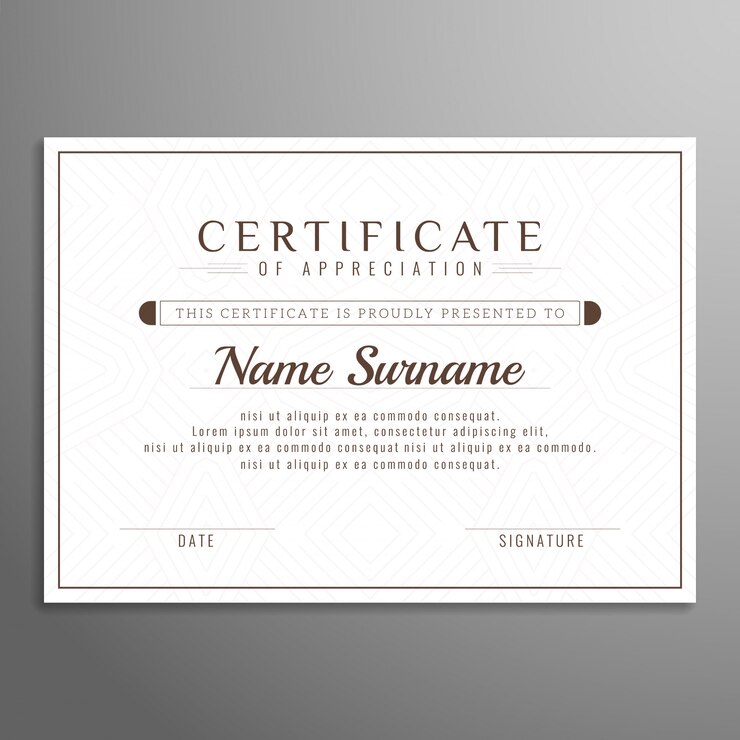 CERTIFICATE
OF APPRECIATION
THIS CERTIFICATE IS PROUDLY PRESENTED TO
Name Surname
nisi ut aliquip ex ea commodo consequat.
Lorem ipsum dolor sit amet, consectetur adipiscing elit,
nisi ut aliquip ex ea commodo consequat nisi ut aliquip ex ea commodo.
nisi ut aliquip ex ea commodo consequat.
DATE
SIGNATURE